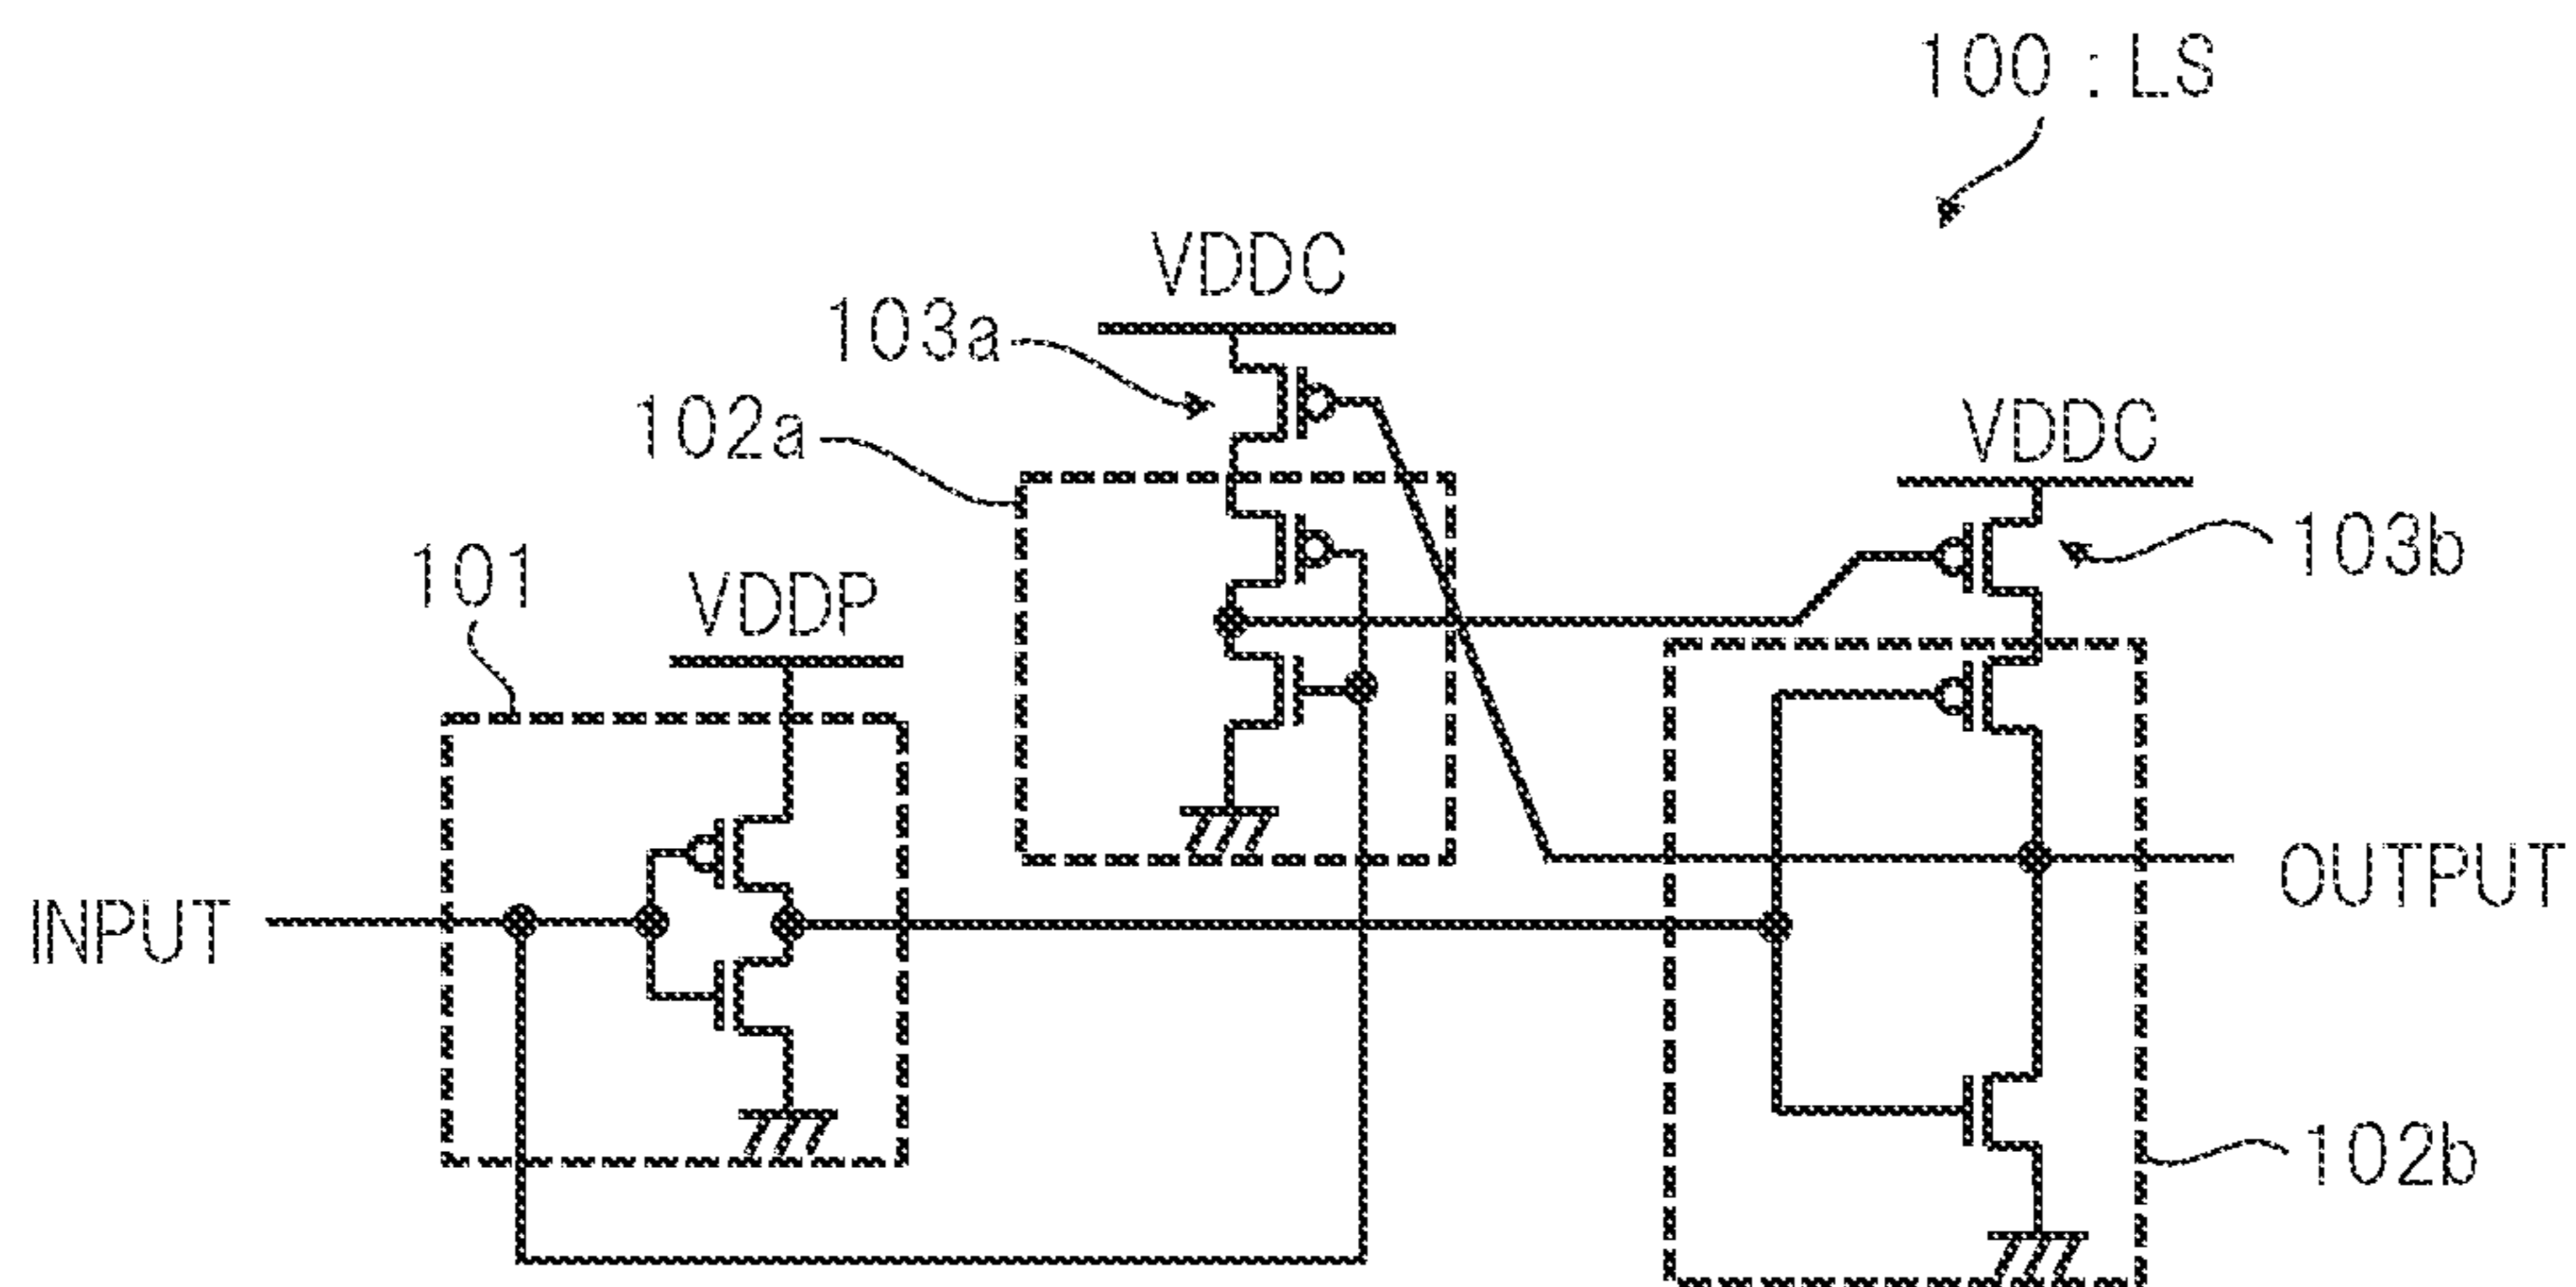 100 : LS
VDDC
103a
102a
VDDC
103b
101
VDDP
INPUT
OUTPUT
102b